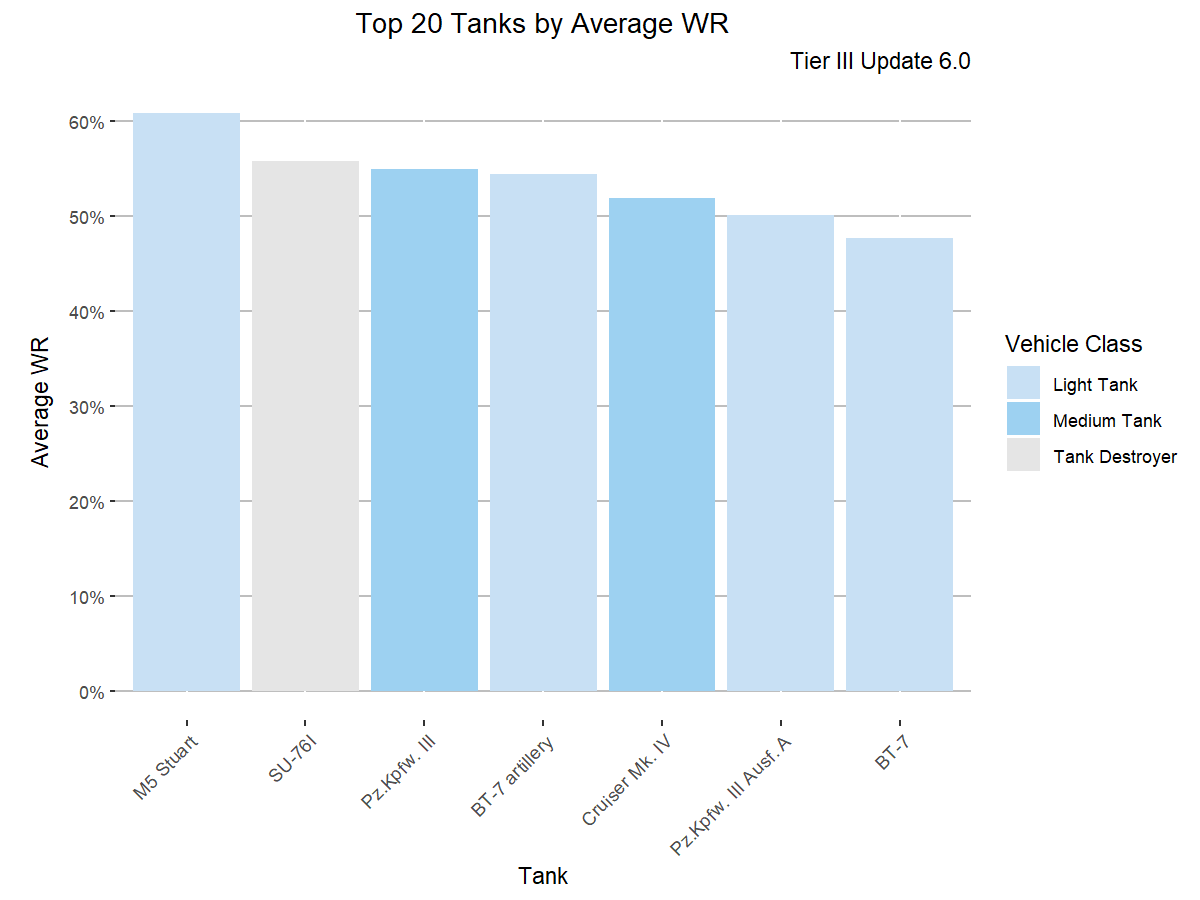 Top 20 Tanks by Average WR
Tier III Update 6.0
60%
50%
40%
30%
20%
10%
0%
Average WR
M5 Stuart
SU-76I
Pz.Kpfw. III
BT-7 artillery
Cruiser Mk. IV
Pz.Kpfw. III Ausf. A
BT-7
Tank
Vehicle Class
Light Tank
Medium Tank
Tank Destroyer